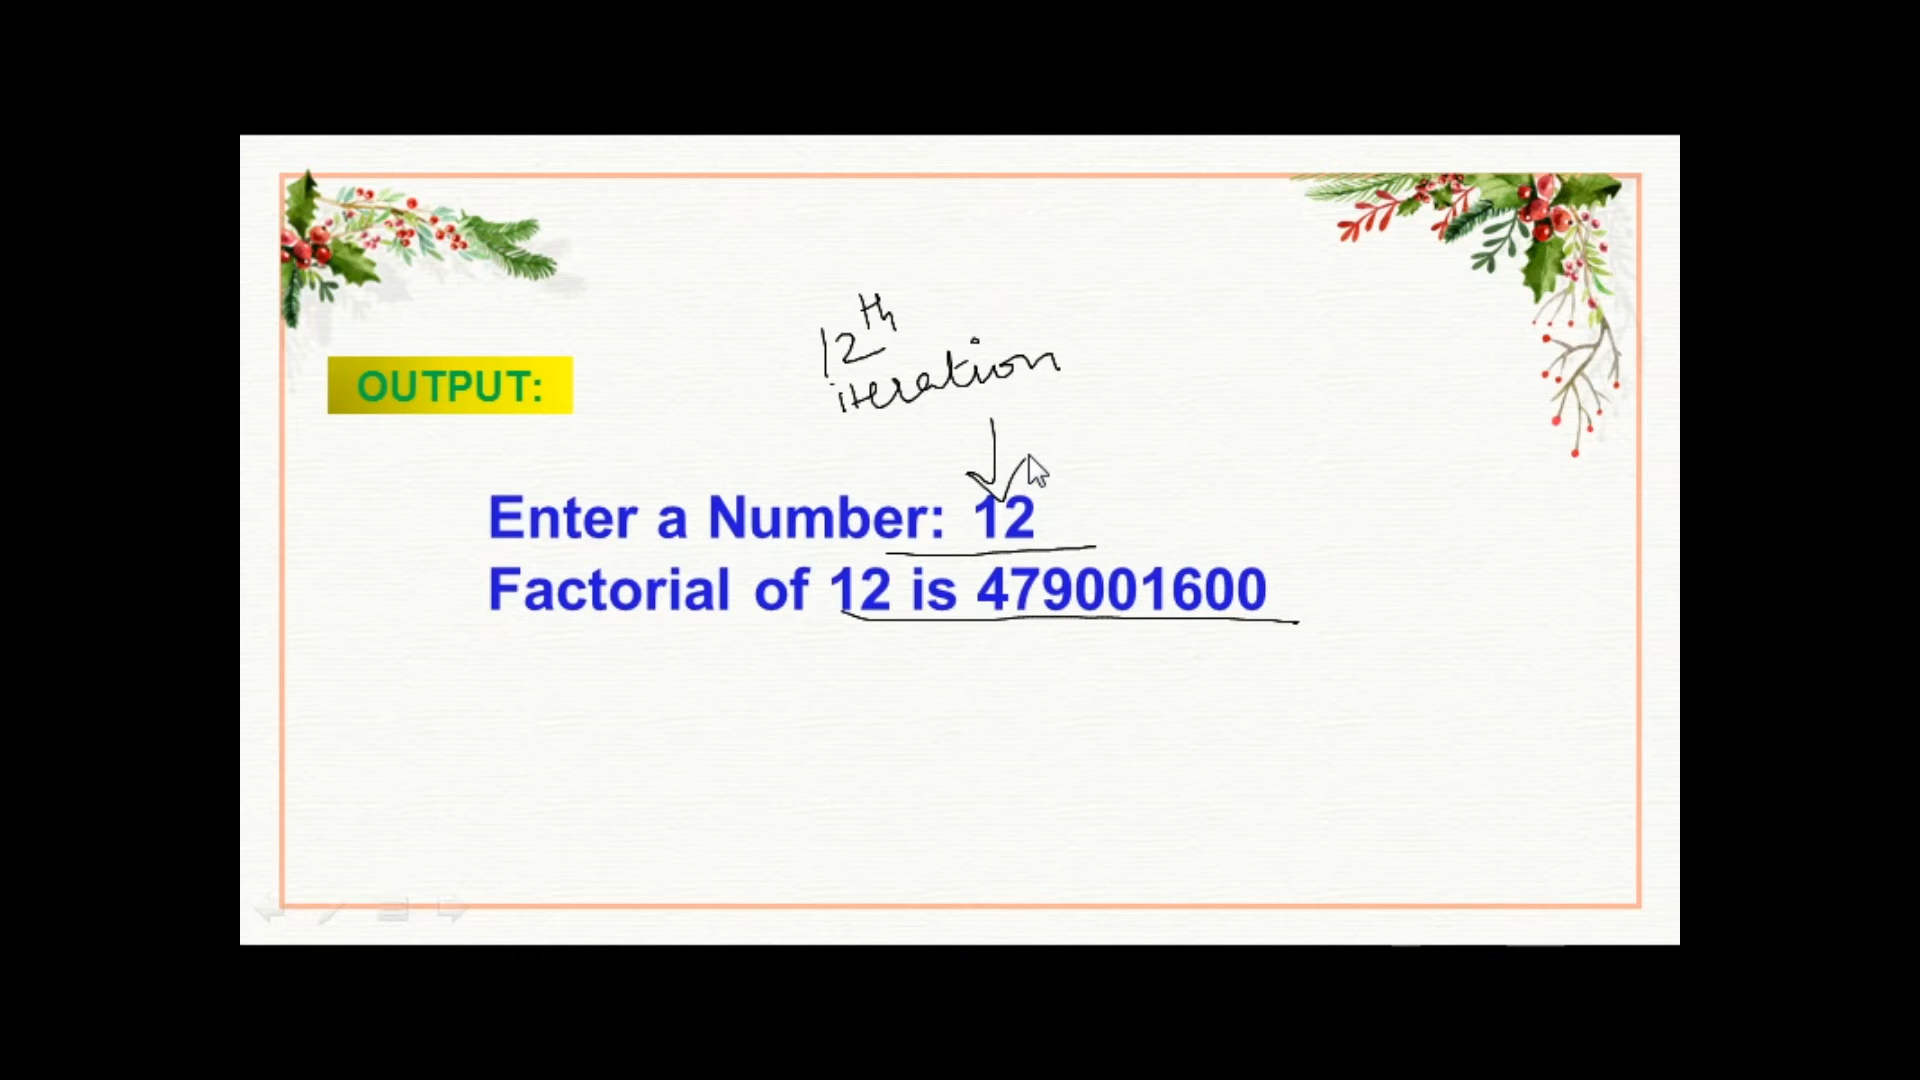 12th
iteration
OUTPUT:
Enter a Number: 12
Factorial of 12 is 479001600